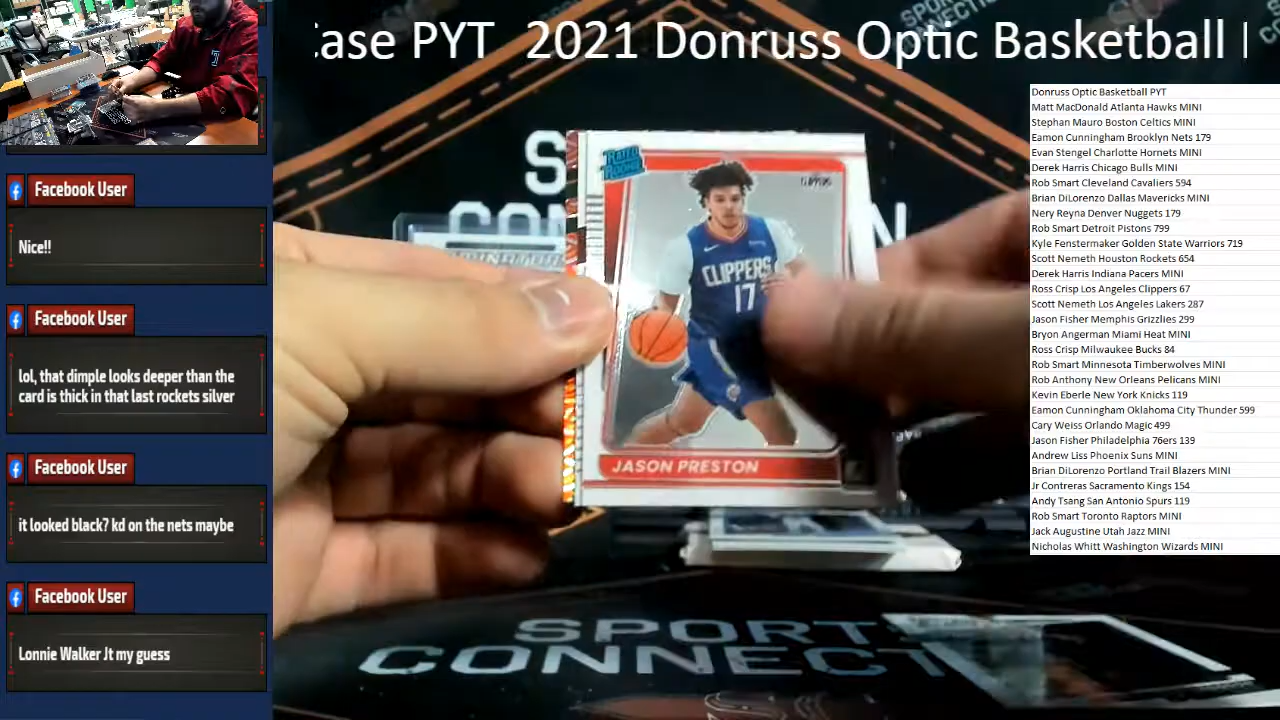 ase PYT 2021 Donruss Optic Basketball
SPORTS
CONNECTI
Facebook User
Nice!!
Facebook User
lol, that dimple looks deeper than the
card is thick in that last rockets silver
Facebook User
it looked black? kd on the nets maybe
Facebook User
Lonnie Walker Jt my guess
RATED
ROOKIE
CLIPPERS
17
JASON PRESTON
SPORT
CONNECT
Donruss Optic Basketball PYT
Matt MacDonald Atlanta Hawks MINI
Stephan Mauro Boston Celtics MINI
Eamon Cunningham Brooklyn Nets 179
Evan Stengel Charlotte Hornets MINI
Derek Harris Chicago Bulls MINI
Rob Smart Cleveland Cavaliers 594
Brian DiLorenzo Dallas Mavericks MINI
Nery Reyna Denver Nuggets 179
Rob Smart Detroit Pistons 799
Kyle Fenstermaker Golden State Warriors 719
Scott Nemeth Houston Rockets 654
Derek Harris Indiana Pacers MINI
Ross Crisp Los Angeles Clippers 67
Scott Nemeth Los Angeles Lakers 287
Jason Fisher Memphis Grizzlies 299
Bryon Angerman Miami Heat MINI
Ross Crisp Milwaukee Bucks 84
Rob Smart Minnesota Timberwolves MINI
Rob Anthony New Orleans Pelicans MINI
Kevin Eberle New York Knicks 119
Eamon Cunningham Oklahoma City Thunder 599
Cary Weiss Orlando Magic 499
Jason Fisher Philadelphia 76ers 139
Andrew Liss Phoenix Suns MINI
Brian DiLorenzo Portland Trail Blazers MINI
Jr Contreras Sacramento Kings 154
Andy Tsang San Antonio Spurs 119
Rob Smart Toronto Raptors MINI
Jack Augustine Utah Jazz MINI
Nicholas Whitt Washington Wizards MINI